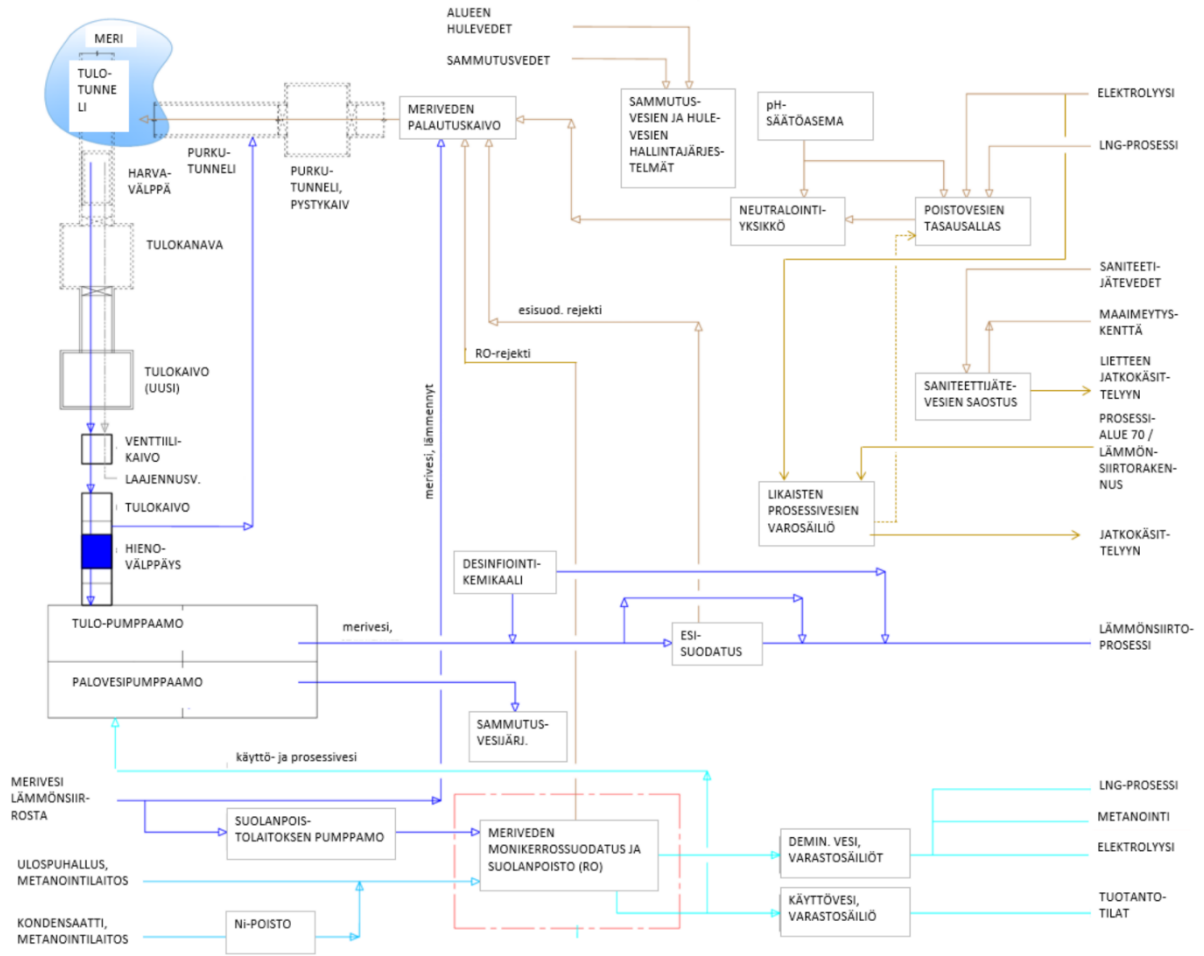 MERI
TULO-
TUNNE
LI
HARVA-
VÄLPPÄ
PURKU-
TUNNELI
PURKU-
TUNNELI,
PYSTYKAIV
TULOKANAVA
TULOKAIVO
(UUSI)
VENTTIILI-
KAIVO
LAAJENNUSV.
TULOKAIVO
HIENO-
VÄLPPÄYS
TULO-PUMPPAAMO
PALOVESIPUMPPAAMO
ALUEEN
HULEVEDET
SAMMUTUSVEDET
MERIVEDEN
PALAUTUSKAIVO
SAMMUTUS-
VESIEN JA HULE-
VESIEN
HALLINTAJÄRJES-
TELMÄT
pH-
SÄÄTÖASEMA
NEUTRALOINTI-
YKSIKKÖ
POISTOVESIEN
TASAUSALLAS
ELEKTROLYYSI
LNG-PROSESSI
SANITEETI-
JÄTEVEDET
MAAIMEYTYS-
KENTTÄ
LIETTEEN
JATKOKÄSIT-
TELYYN
SANITEETTIJÄTE-
VESIEN SAOSTUS
PROSESSI-
ALUE 70 /
LÄMMÖN-
SIIRTORAKEN-
NUS
LIKAISTEN
PROSESSIVESIEN
VAROSÄILIÖ
JATKOKÄSIT-
TELYYN
esisuod. rejekti
RO-rejekti
merivesi, lämmennyt
DESINFIOINTI-
KEMIKAALI
merivesi,
ESI-
SUODATUS
LÄMMÖNSIIRTO-
PROSESSI
SAMMUTUS-
VESIJÄRJ.
käyttö- ja prosessivesi
MERIVESI
LÄMMÖNSIIR-
ROSTA
SUOLANPOIS-
TOLAITOKSEN PUMPPAMO
MERIVEDEN
MONIKERROSSUODATUS JA
SUOLANPOISTO (RO)
ULOSPUHALLUS,
METANOINTILAITOS
KONDENSAATTI,
METANOINTILAITOS
Ni-POISTO
DEMIN. VESI,
VARASTOSÄILIÖT
KÄYTTÖVESI,
VARASTOSÄILIÖ
LNG-PROSESSI
METANOINTI
ELEKTROLYYSI
TUOTANTO-
TILAT